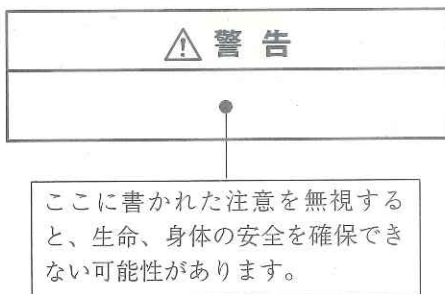 ⚠ 警告
ここに書かれた注意を無視する
と、生命、身体の安全を確保でき
ない可能性があります。